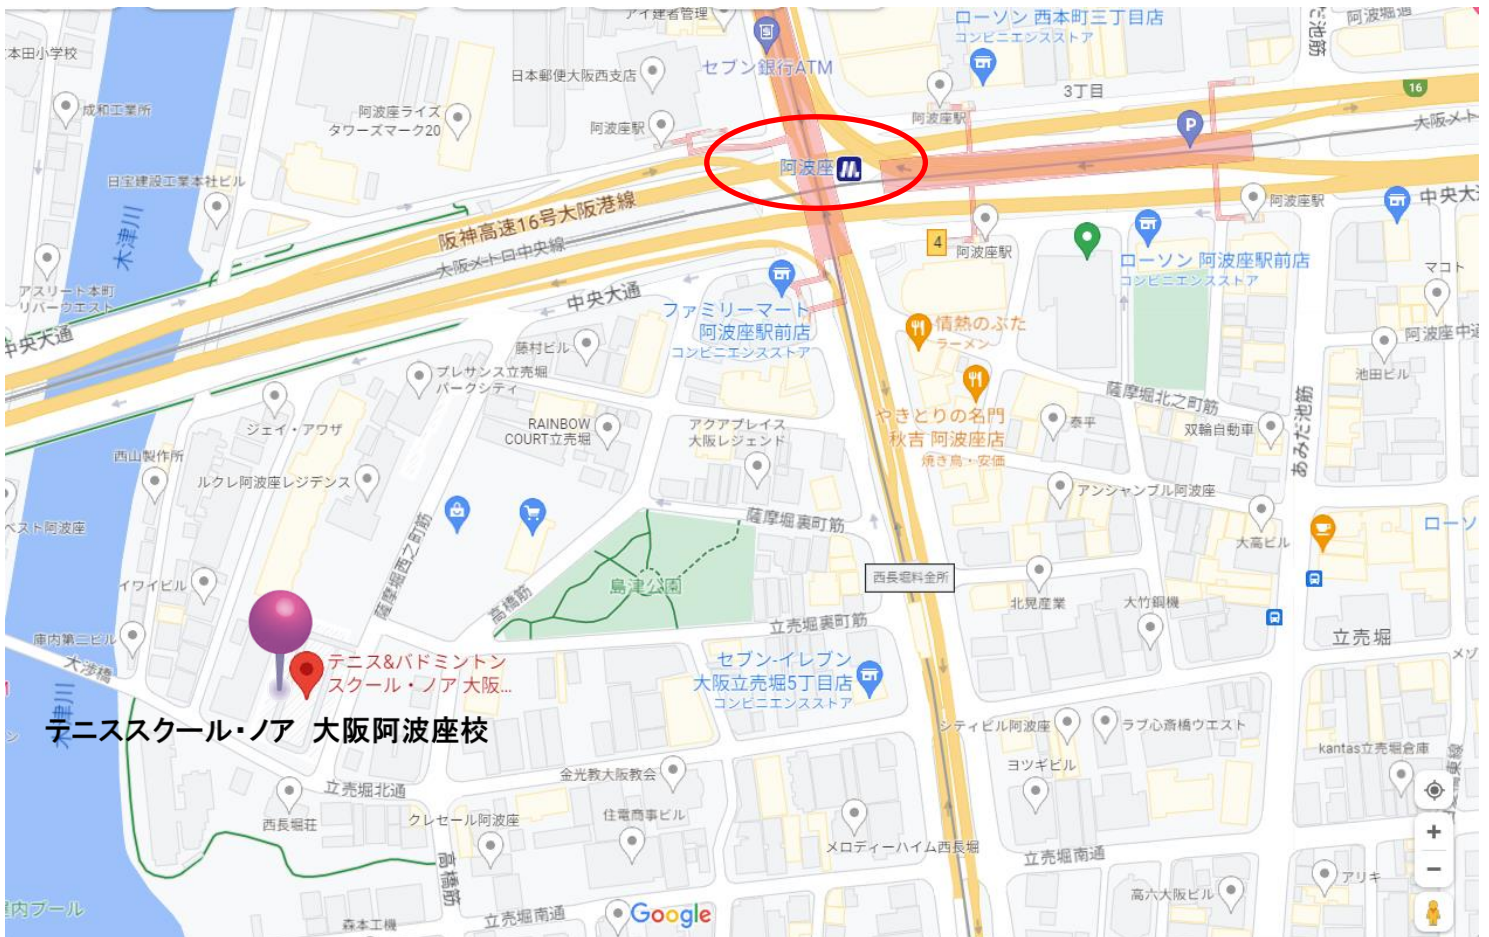 アイ建者管理
ローソン 西本町三丁目店
コンビニエンスストア
阿波堀通
本田小学校
日本郵便大阪西支店
セブン銀行ATM
3丁目
16
成和工業所
阿波座ライズ
タワーズマーク20
阿波座駅
阿波座駅
P
大阪メト
阿波座
日宝建設工業本社ビル
阪神高速16号大阪港線
大阪メトロ中央線
木津川
阿波座駅
中央大
4
阿波座駅
ローソン 阿波座駅前店
コンビニエンスストア
マコト
アスリート本町
リバーウエスト
中央大通
ファミリーマート
阿波座駅前店
コンビニエンスストア
情熱のぶた
ラーメン
中央大通
阿波座中通
藤村ビル
プレサンス立売堀
パークシティ
池田ビル
薩摩堀北之町筋
ジェイ・アワザ
RAINBOW
COURT立売堀
アクアプレイス
大阪レジェンド
やきとりの名門
秋吉 阿波座店
焼き鳥・安価
泰平
双輪自動車
あみだ池筋
西山製作所
ルクレ阿波座レジデンス
アンシャンブル阿波座
ベスト阿波座
薩摩堀裏町筋
大高ビル
ローソ
薩摩堀西之町筋
イワイビル
島津公園
西長堀料金所
高橋筋
北晃産業
大竹鋼機
立売堀裏町筋
立売堀
庫内第二ビル
大渉橋
テニス&バドミントン
スクール・ノア 大阪...
セブン-イレブン
大阪立売堀5丁目店
コンビニエンスストア
メゾ
木津川
テニススクール・ノア 大阪阿波座校
シティビル阿波座
ラブ心斎橋ウエスト
kantas立売堀倉庫
ヨツギビル
金光教大阪教会
立売堀北通
西長堀荘
クレセール阿波座
住電商事ビル
メロディーハイム西長堀
立売堀南通
高橋筋
アリキ
高六大阪ビル
内プール
森本工機
立売堀南通
Google